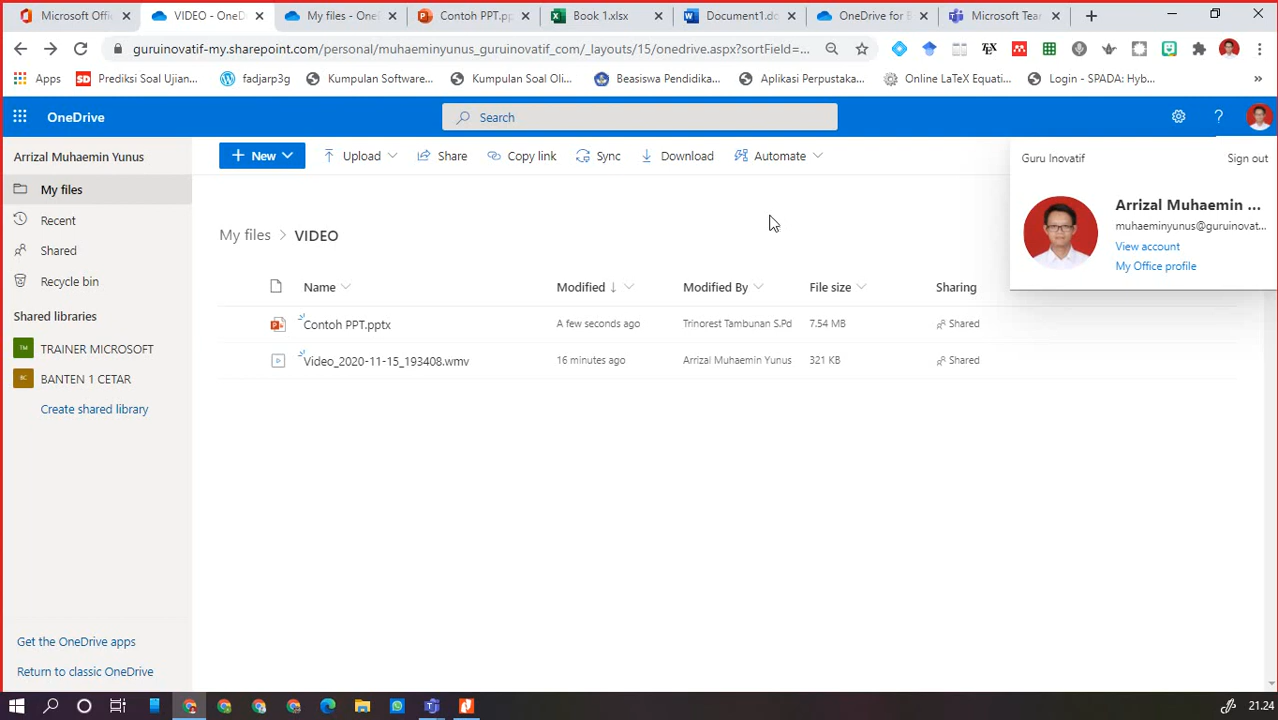 Microsoft Offi
VIDEO - OneD
My files - One
Contoh PPT.pp
Book 1.xlsx
Document1.do
OneDrive for B
Microsoft Tea
guruinovatif-my.sharepoint.com/personal/muhaeminyunus_guruinovatif_com/_layouts/15/onedrive.aspx?sortField=...
Apps
Prediksi Soal Ujian...
fadjarp3g
Kumpulan Software...
Kumpulan Soal Oli...
Beasiswa Pendidika...
Aplikasi Perpustaka...
Online LaTeX Equati...
Login - SPADA: Hyb...
»
OneDrive
Search
?
Arrizal Muhaemin Yunus
My files
Recent
Shared
Recycle bin
Shared libraries
TM TRAINER MICROSOFT
BC BANTEN 1 CETAR
Create shared library
Get the OneDrive apps
Return to classic OneDrive
+ New
Upload
Share
Copy link
Sync
Download
Automate
My files > VIDEO
Name
Modified ↓
Modified By
File size
Sharing
Contoh PPT.pptx
A few seconds ago
Trinorest Tambunan S.Pd
7.54 MB
Shared
Video_2020-11-15_193408.wmv
16 minutes ago
Arrizal Muhaemin Yunus
321 KB
Shared
Guru Inovatif
Sign out
Arrizal Muhaemin ...
muhaeminyunus@guruinovat...
View account
My Office profile
21.24